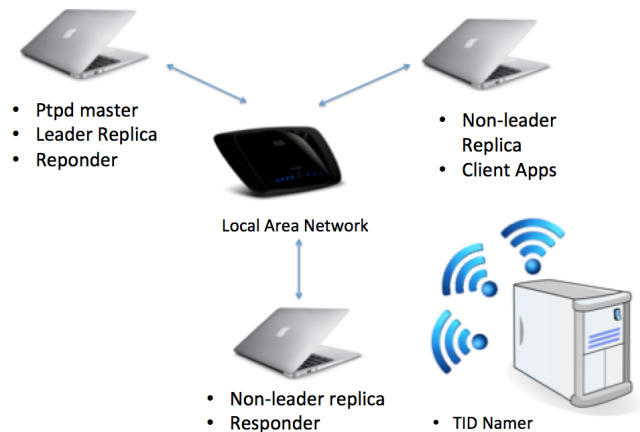 • Ptpd master
• Leader Replica
• Reponder
• Non-leader
Replica
• Client Apps
Local Area Network
• Non-leader replica
• Responder
• TID Namer